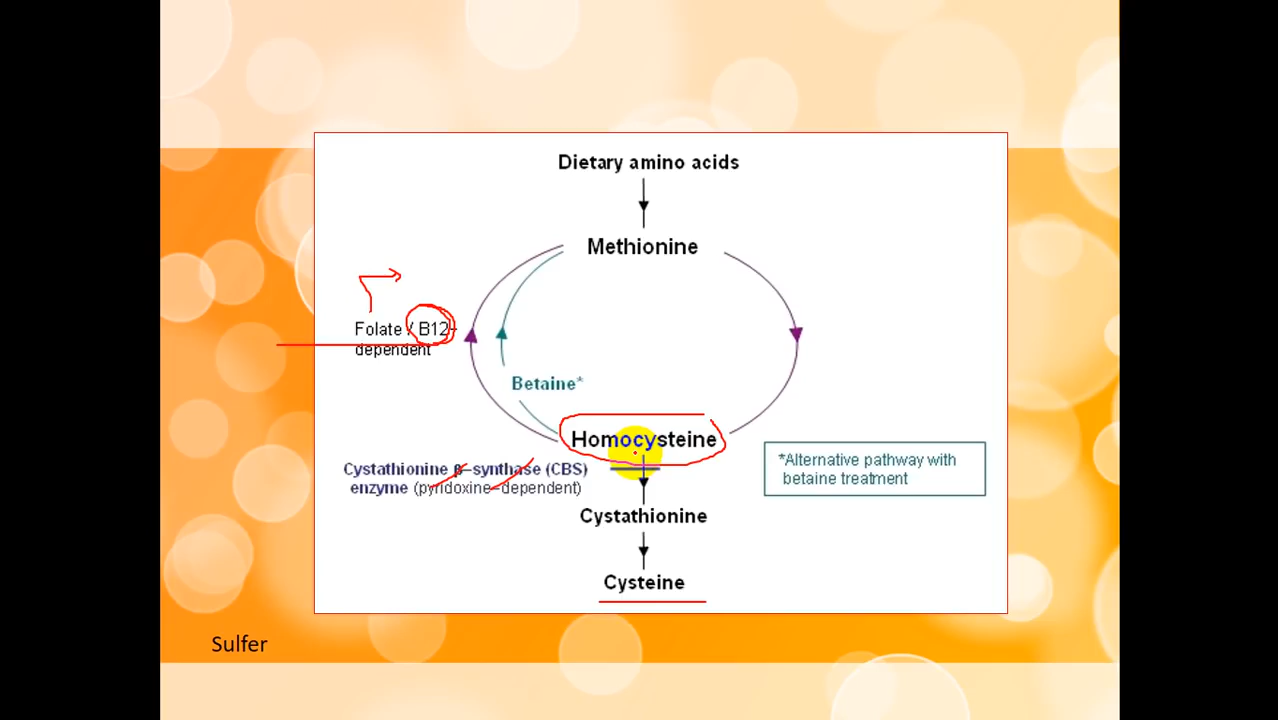 Dietary amino acids
Methionine
Folate / B12-
dependent
Betaine*
Homocysteine
Cystathionine β-synthase (CBS)
enzyme (pyridoxine-dependent)
*Alternative pathway with
betaine treatment
Cystathionine
Cysteine
Sulfer